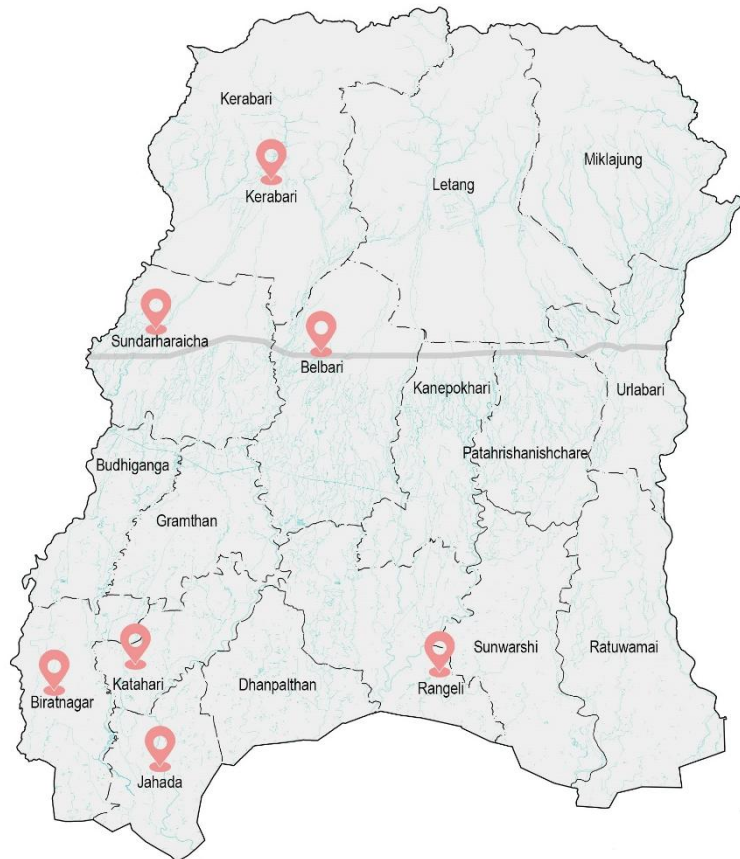 Kerabari
Miklajung
Letang
Kerabari
Sundarharaicha
Belbari
Kanepokhari
Urlabari
Patahrishanishchare
Budhiganga
Gramthan
Sunwarshi
Ratuwamai
Katahari
Dhanpalthan
Rangeli
Biratnagar
Jahada